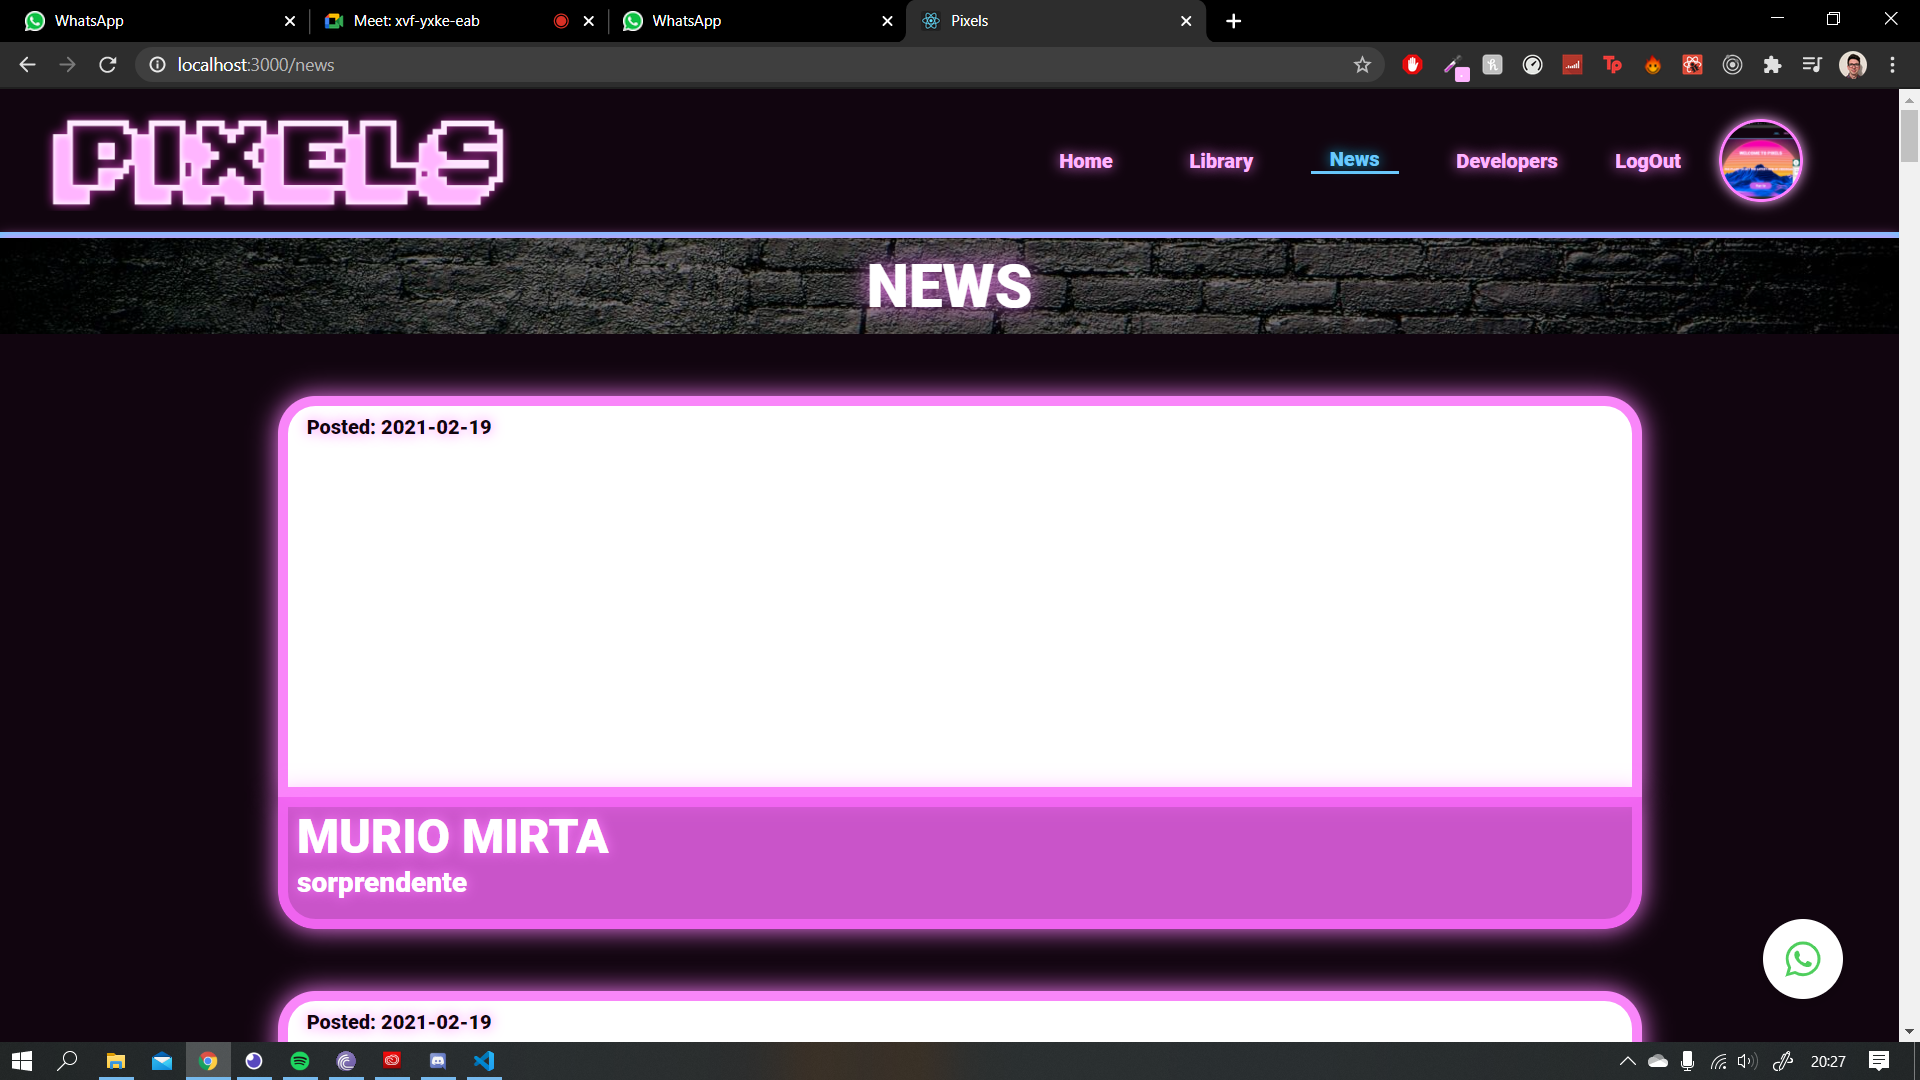 WhatsApp
Meet: xvf-yxke-eab
WhatsApp
Pixels
localhost:3000/news
Tp
PIXELS
Home
Library
News
Developers
LogOut
NEWS
Posted: 2021-02-19
MURIO MIRTA
sorprendente
Posted: 2021-02-19
20:27